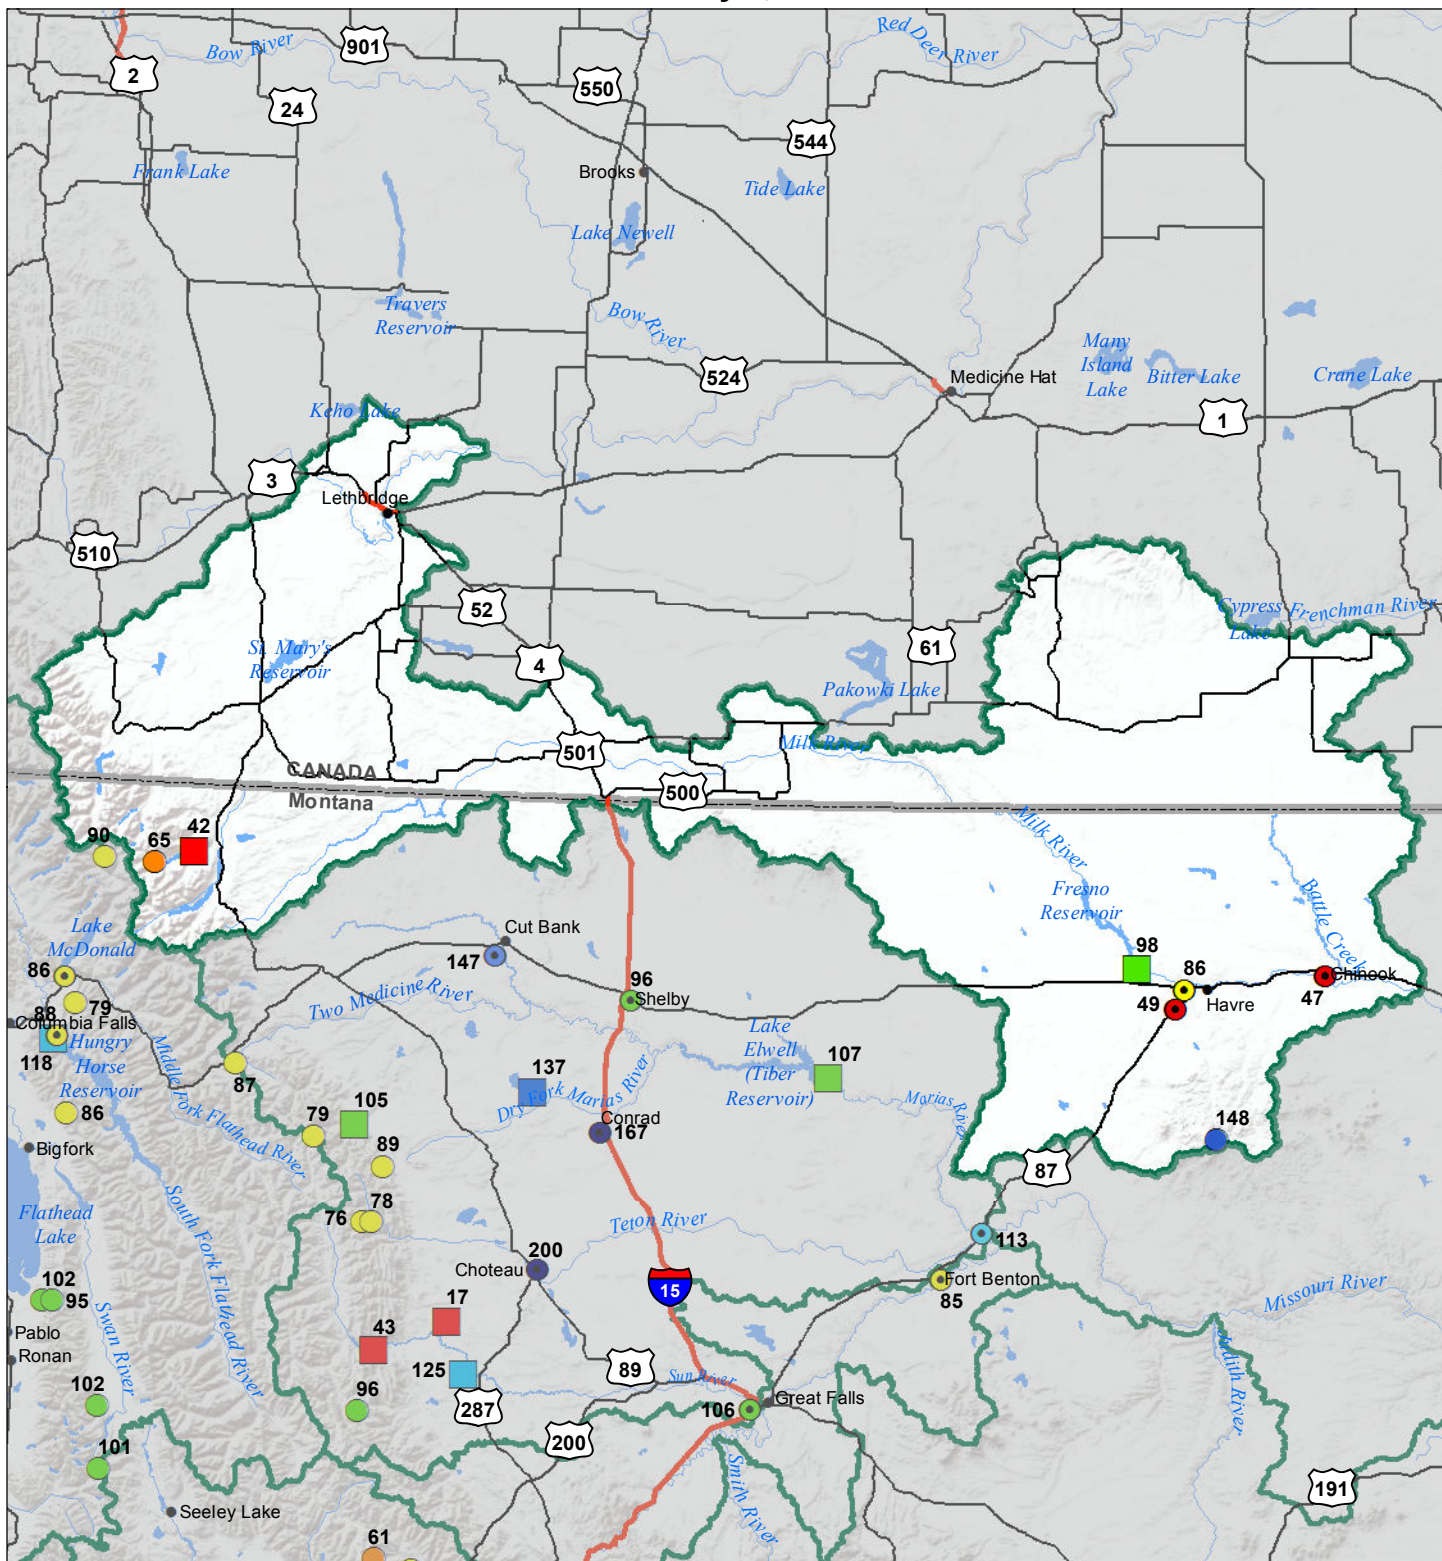 Bow River
901
Red Deer River
2
550
24
544
Frank Lake
Brooks
Tide Lake
Lake Newell
Travers
Reservoir
Bow River
Many
Island
Lake
524
Medicine Hat
Bitter Lake
Crane Lake
Keho Lake
1
3
Lethbridge
510
52
Cypress
Lake
Frenchman River
St. Mary's
Reservoir
4
61
Pakowki Lake
501
Milk River
CANADA
Montana
500
42
90
65
Milk River
Fresno
Reservoir
Battle Creek
Lake
McDonald
Cut Bank
147
98
86
86
Chinook
96
Shelby
Havre
49
47
79
Two Medicine River
88
Columbia Falls
Hungry
Horse
Reservoir
Lake
Elwell
(Tiber
Reservoir)
118
Middle Fork Flathead River
87
137
107
Dry Fork Marias River
Marias River
86
105
Conrad
167
79
148
Bigfork
89
87
South Fork Flathead River
Flathead
Lake
76
78
Teton River
113
200
Choteau
Fort Benton
85
15
102
95
Missouri River
Swan River
17
Pablo
Ronan
43
Judith River
125
89
Sun River
102
96
287
106
Great Falls
200
101
Smith River
191
Seeley Lake
61